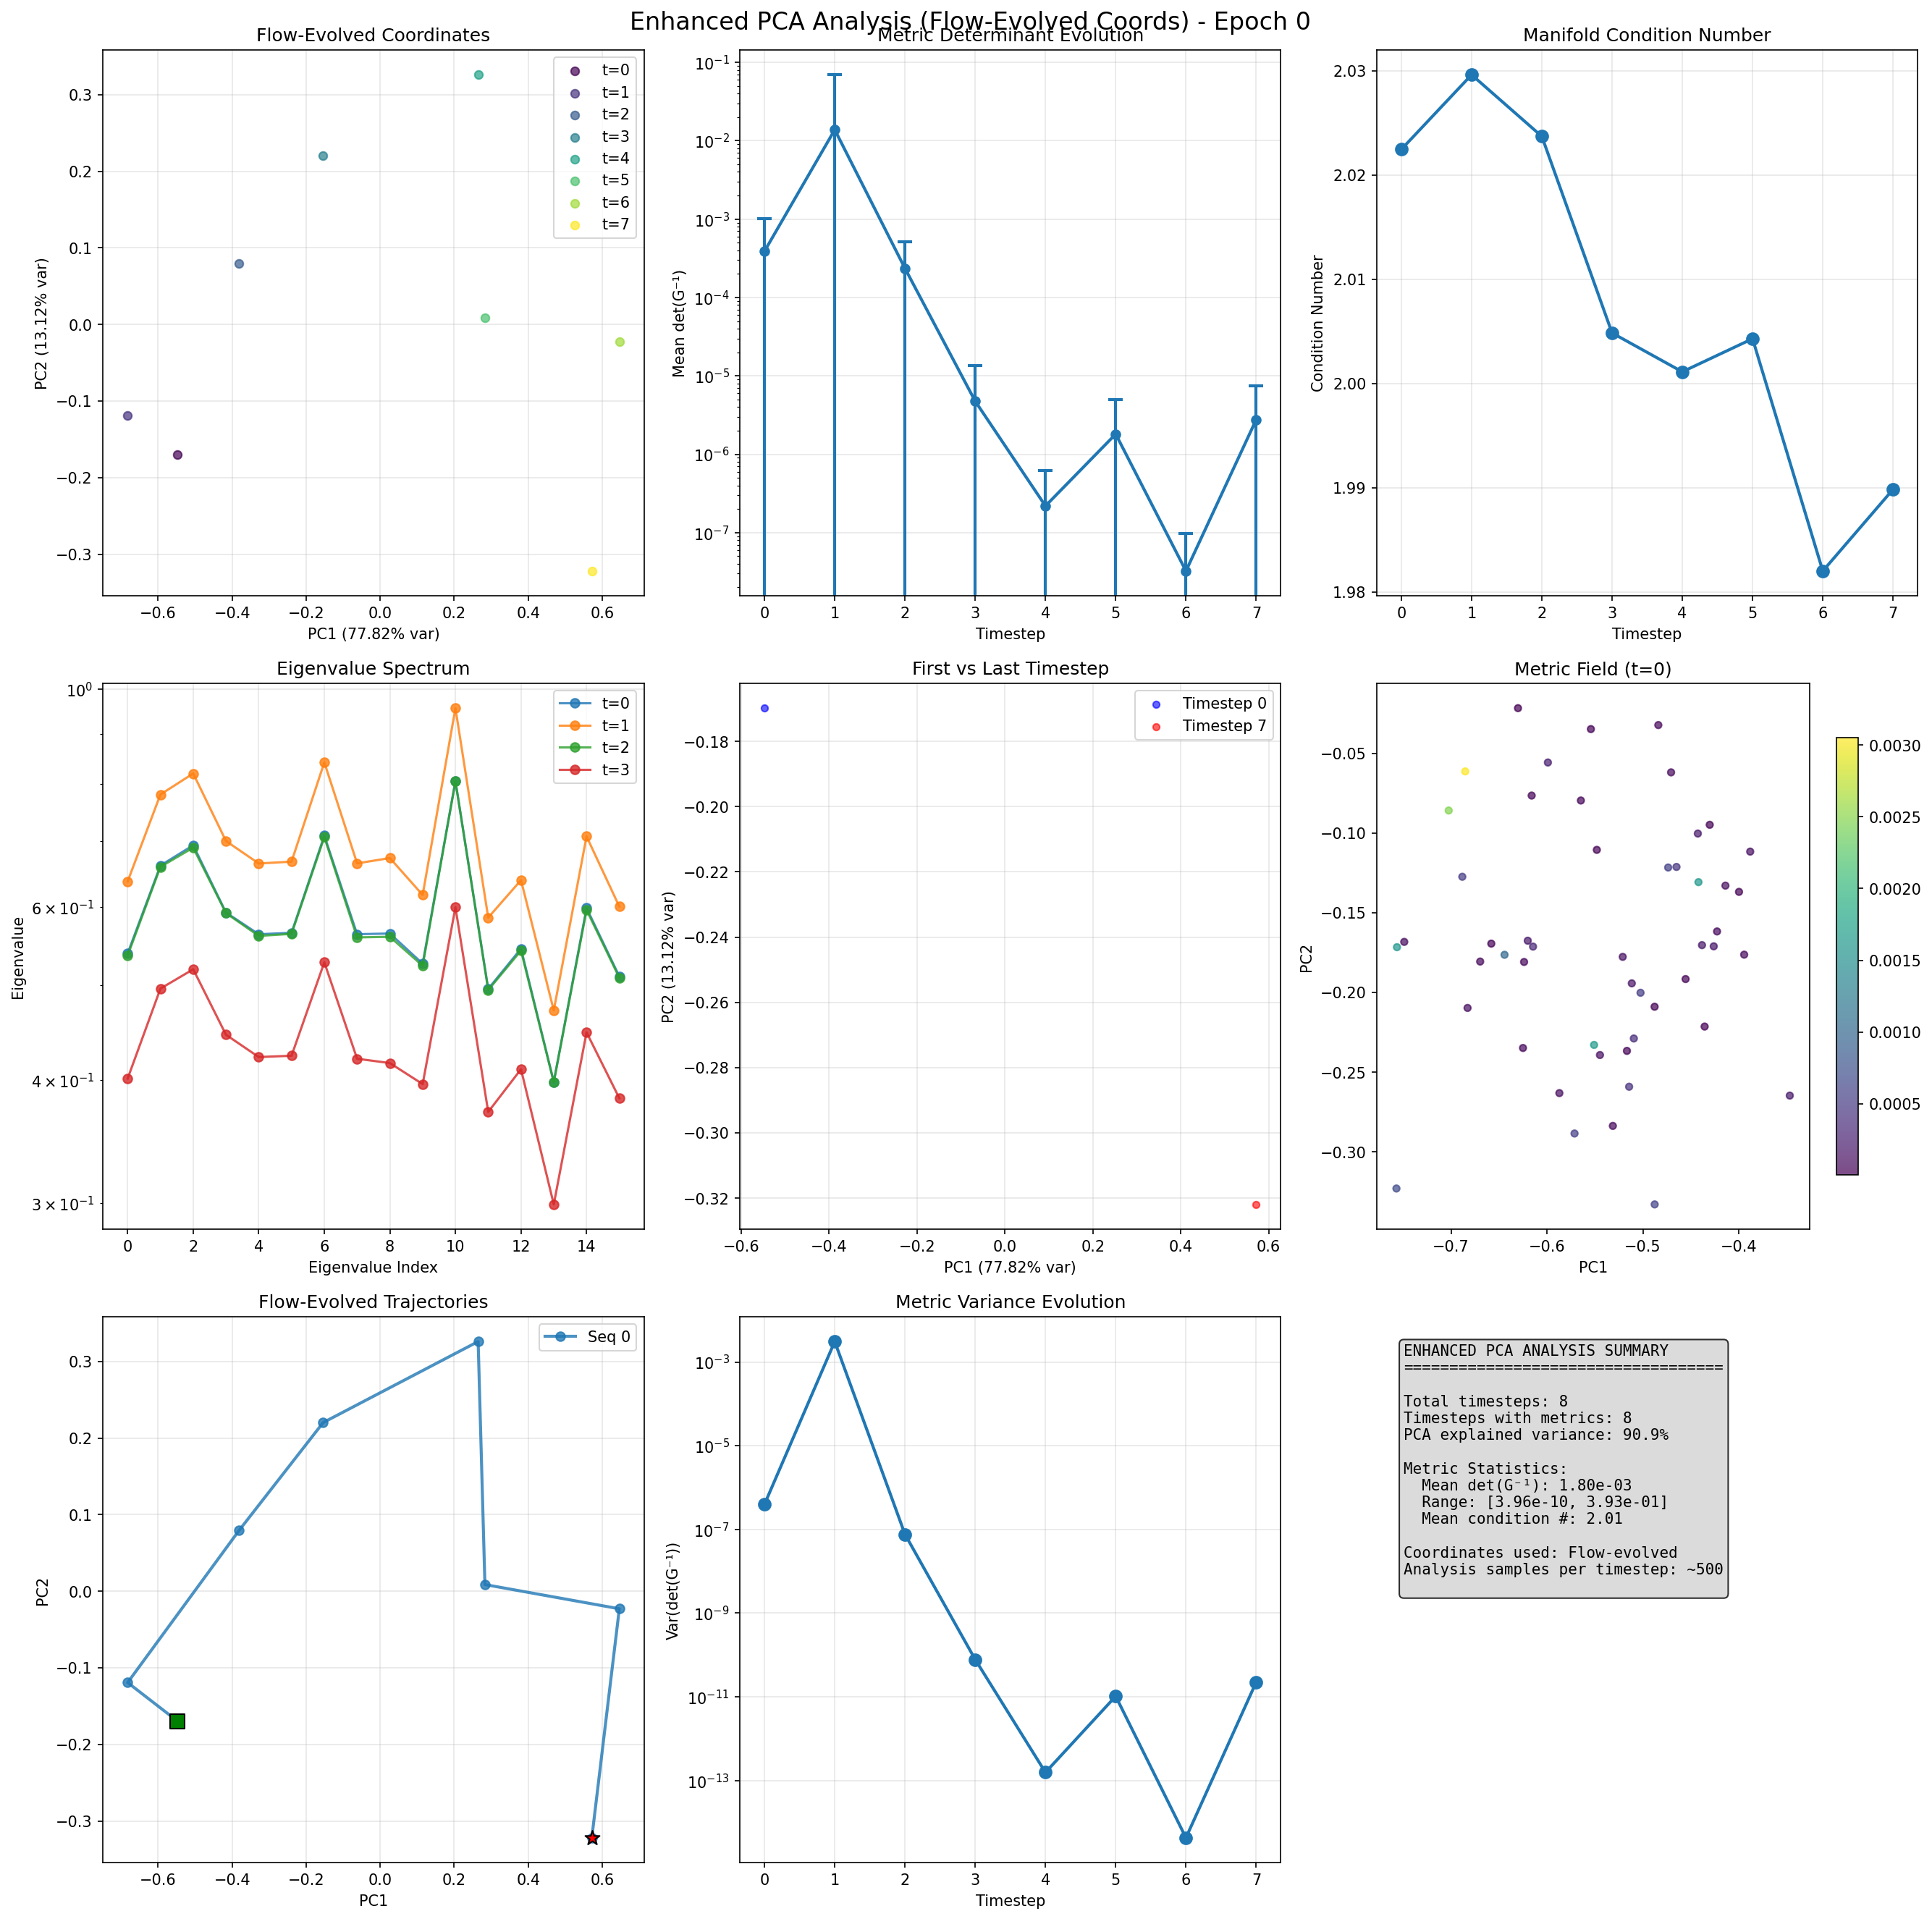 Enhanced PCA Analysis (Flow-Evolved Coords) - Epoch 0
Flow-Evolved Coordinates
t=0
t=1
t=2
t=3
t=4
t=5
t=6
t=7
0.3
0.2
0.1
0.0
−0.1
−0.2
−0.3
PC2 (13.12% var)
−0.6 −0.4 −0.2 0.0 0.2 0.4 0.6
PC1 (77.82% var)
Metric Determinant Evolution
10⁻¹
10⁻²
10⁻³
10⁻⁴
10⁻⁵
10⁻⁶
10⁻⁷
Mean det(G⁻¹)
0 1 2 3 4 5 6 7
Timestep
Manifold Condition Number
2.03
2.02
2.01
2.00
1.99
1.98
Condition Number
0 1 2 3 4 5 6 7
Timestep
Eigenvalue Spectrum
t=0
t=1
t=2
t=3
10⁰
6 × 10⁻¹
4 × 10⁻¹
3 × 10⁻¹
Eigenvalue
0 2 4 6 8 10 12 14
Eigenvalue Index
First vs Last Timestep
Timestep 0
Timestep 7
−0.18
−0.20
−0.22
−0.24
−0.26
−0.28
−0.30
−0.32
PC2 (13.12% var)
−0.6 −0.4 −0.2 0.0 0.2 0.4 0.6
PC1 (77.82% var)
Metric Field (t=0)
−0.05
−0.10
−0.15
−0.20
−0.25
−0.30
PC2
−0.7 −0.6 −0.5 −0.4
PC1
0.0030
0.0025
0.0020
0.0015
0.0010
0.0005
Flow-Evolved Trajectories
Seq 0
0.3
0.2
0.1
0.0
−0.1
−0.2
−0.3
PC2
−0.6 −0.4 −0.2 0.0 0.2 0.4 0.6
PC1
Metric Variance Evolution
10⁻³
10⁻⁵
10⁻⁷
10⁻⁹
10⁻¹¹
10⁻¹³
Var(det(G⁻¹))
0 1 2 3 4 5 6 7
Timestep
ENHANCED PCA ANALYSIS SUMMARY
===================================
Total timesteps: 8
Timesteps with metrics: 8
PCA explained variance: 90.9%
Metric Statistics:
Mean det(G⁻¹): 1.80e-03
Range: [3.96e-10, 3.93e-01]
Mean condition #: 2.01
Coordinates used: Flow-evolved
Analysis samples per timestep: ~500